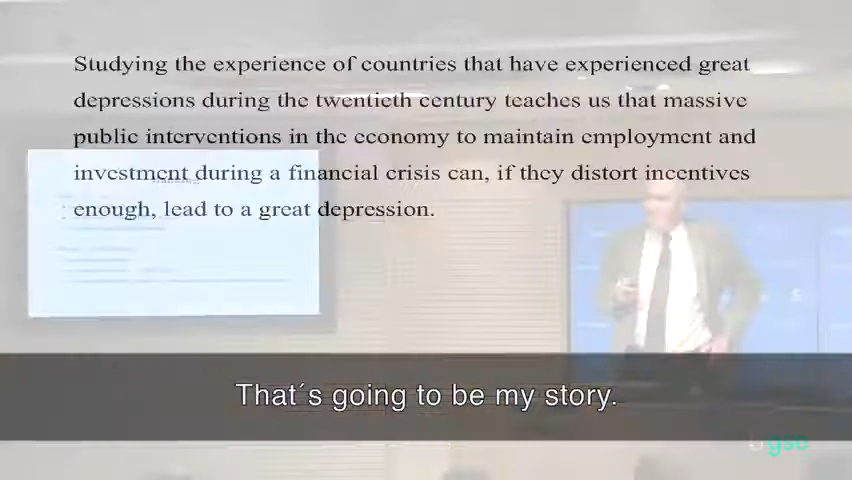 Studying the experience of countries that have experienced great
depressions during the twentieth century teaches us that massive
public interventions in the economy to maintain employment and
investment during a financial crisis can, if they distort incentives
enough, lead to a great depression.
That´s going to be my story.
gse